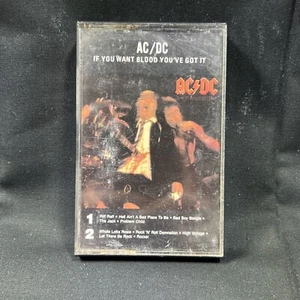 AC/DC
IF YOU WANT BLOOD YOU'VE GOT IT
AC/DC
1 Riff Raff • Hell Ain't A Bad Place To Be • Bad Boy Boogie •
The Jack • Problem Child
2 Whole Lotta Rosie • Rock 'N' Roll Damnation • High Voltage •
Let There Be Rock • Rocker